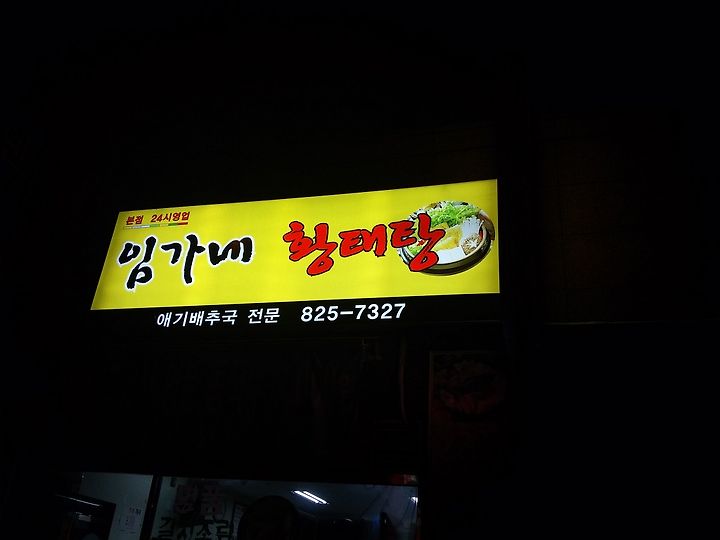 본점 24시영업
임가네 황태탕
애기배추국 전문 825-7327